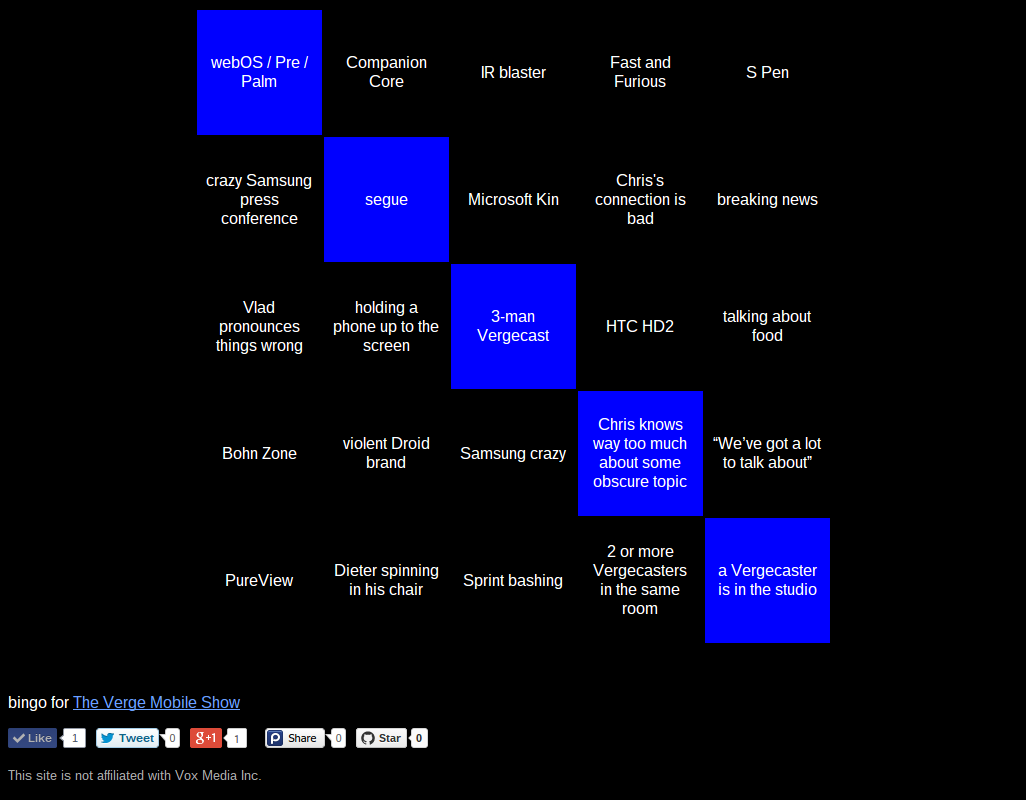 webOS / Pre /
Palm
Companion
Core
IR blaster
Fast and
Furious
S Pen
crazy Samsung
press
conference
segue
Microsoft Kin
Chris's
connection is
bad
breaking news
Vlad
pronounces
things wrong
holding a
phone up to the
screen
3-man
Vergecast
HTC HD2
talking about
food
Bohn Zone
violent Droid
brand
Samsung crazy
Chris knows
way too much
about some
obscure topic
“We’ve got a lot
to talk about”
PureView
Dieter spinning
in his chair
Sprint bashing
2 or more
Vergecasters
in the same
room
a Vergecaster
is in the studio
bingo for The Verge Mobile Show
Like 1 Tweet 0 g+1 1 Share 0 Star 0
This site is not affiliated with Vox Media Inc.